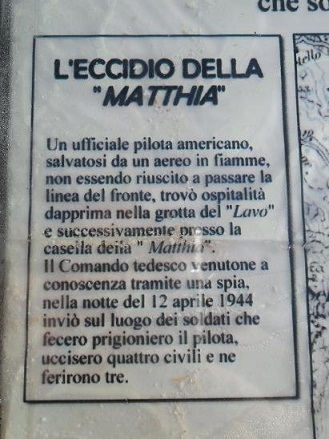 che so
L'ECCIDIO DELLA
"MATTHIA"
Un ufficiale pilota americano,
salvatosi da un aereo in fiamme,
non essendo riuscito a passare la
linea del fronte, trovò ospitalità
dapprima nella grotta del "Lavo"
e successivamente presso la
casella della " Matthia".
Il Comando tedesco venutone a
conoscenza tramite una spia,
nella notte del 12 aprile 1944
inviò sul luogo dei soldati che
fecero prigioniero il pilota,
uccisero quattro civili e ne
ferirono tre.